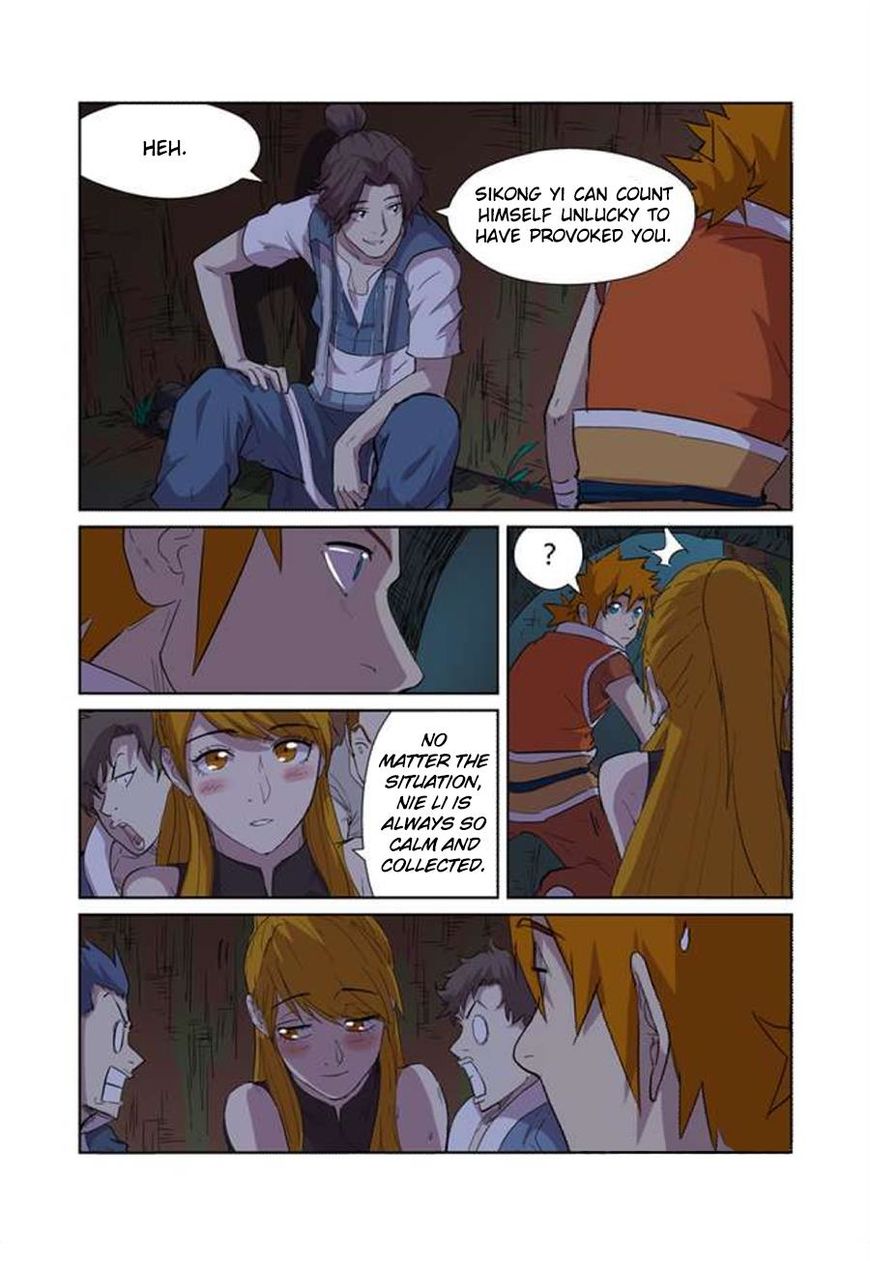 HEH.
SIKONG YI CAN COUNT
HIMSELF UNLUCKY TO
HAVE PROVOKED YOU.
?
NO
MATTER THE
SITUATION,
NIE LI IS
ALWAYS SO
CALM AND
COLLECTED.